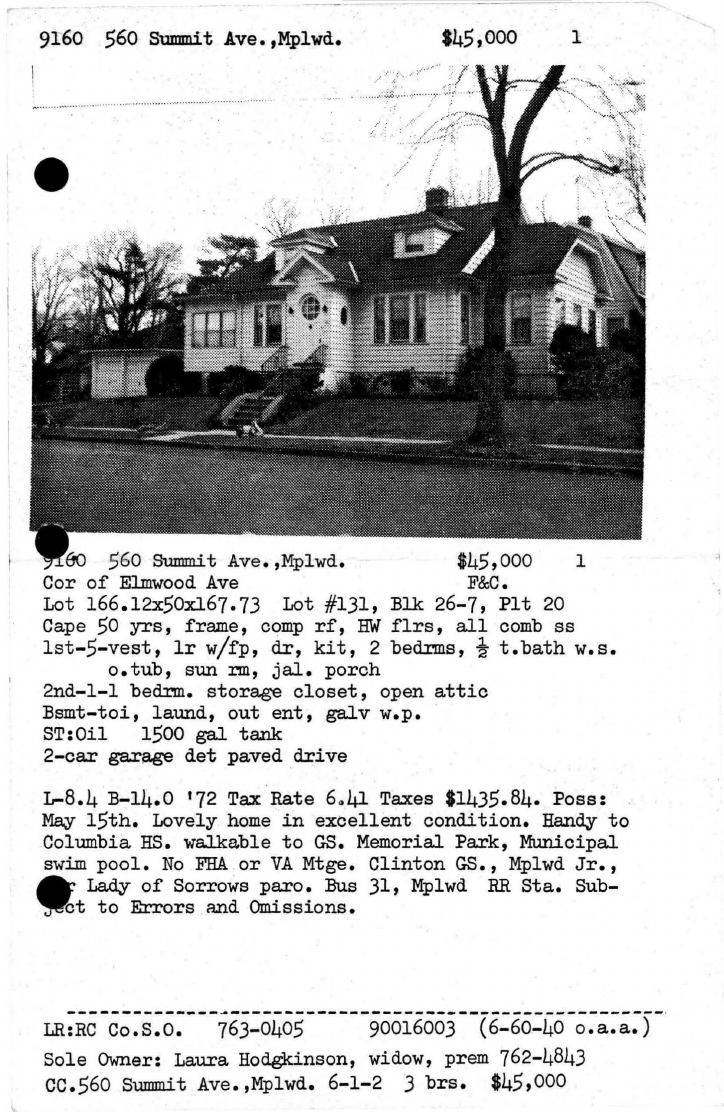 9160 560 Summit Ave.,Mplwd. $45,000 1
9160 560 Summit Ave.,Mplwd. $45,000 1
Cor of Elmwood Ave F&C.
Lot 166.12x50x167.73 Lot #131, Blk 26-7, Plt 20
Cape 50 yrs, frame, comp rf, HW flrs, all comb ss
1st-5-vest, lr w/fp, dr, kit, 2 bedrms, ½ t.bath w.s.
o.tub, sun rm, jal. porch
2nd-1-1 bedrm. storage closet, open attic
Bsmt-toi, laund, out ent, galv w.p.
ST:Oil 1500 gal tank
2-car garage det paved drive
L-8.4 B-14.0 '72 Tax Rate 6.41 Taxes $1435.84. Poss:
May 15th. Lovely home in excellent condition. Handy to
Columbia HS. walkable to GS. Memorial Park, Municipal
swim pool. No FHA or VA Mtge. Clinton GS., Mplwd Jr.,
Lady of Sorrows paro. Bus 31, Mplwd RR Sta. Sub-
ject to Errors and Omissions.
LR:RC Co.S.O. 763-0405 90016003 (6-60-40 o.a.a.)
Sole Owner: Laura Hodgkinson, widow, prem 762-4843
CC.560 Summit Ave.,Mplwd. 6-1-2 3 brs. $45,000